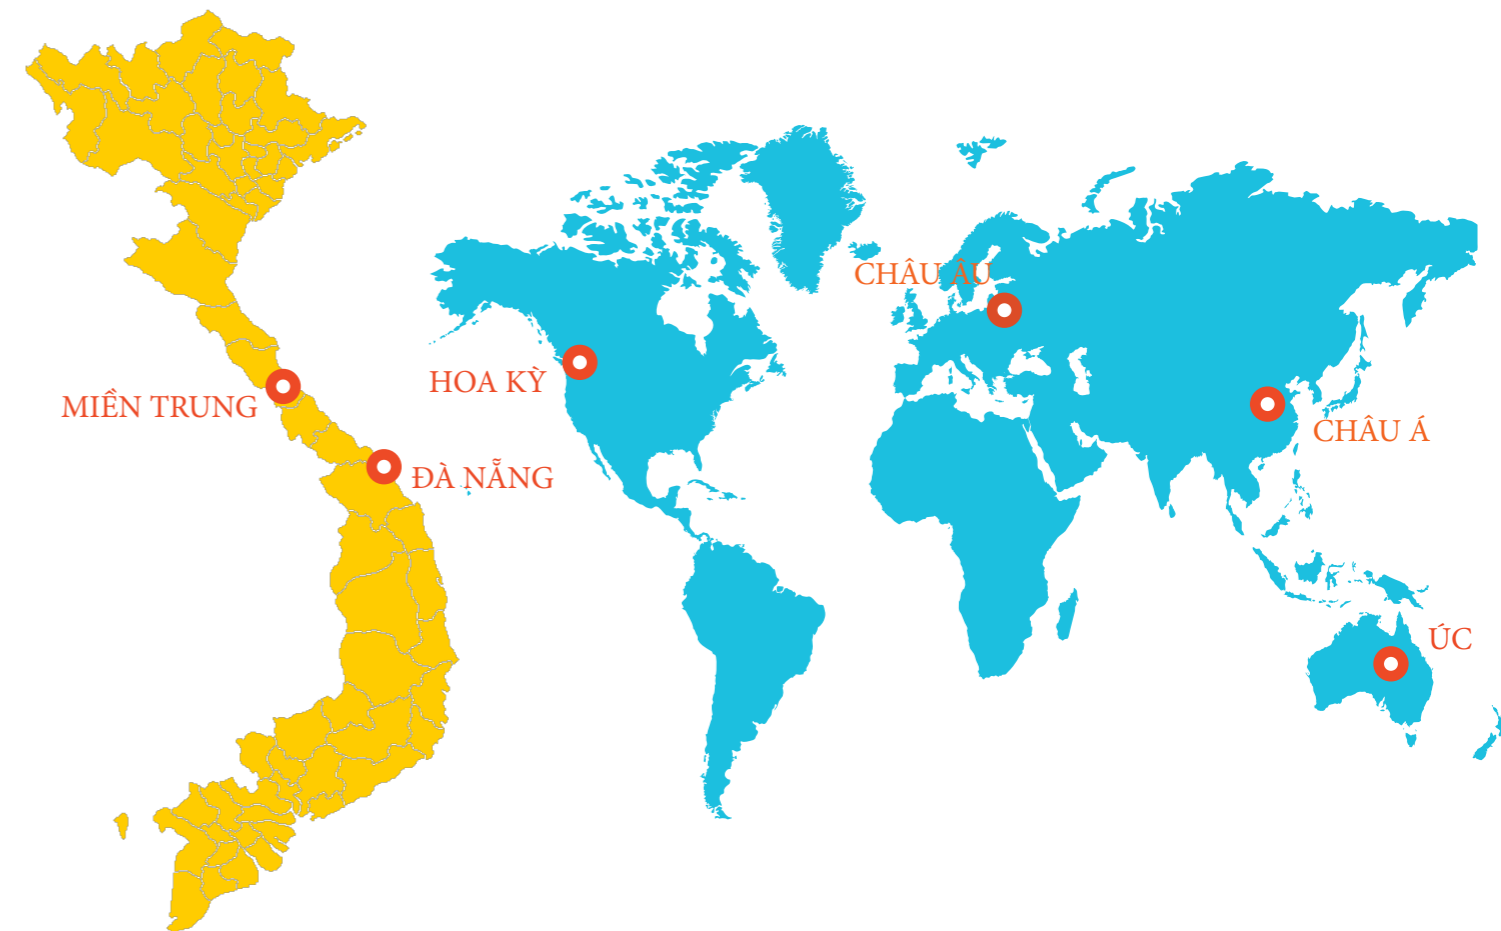 CHÂU ÂU
HOA KỲ
MIỀN TRUNG
CHÂU Á
ĐÀ NẴNG
ÚC